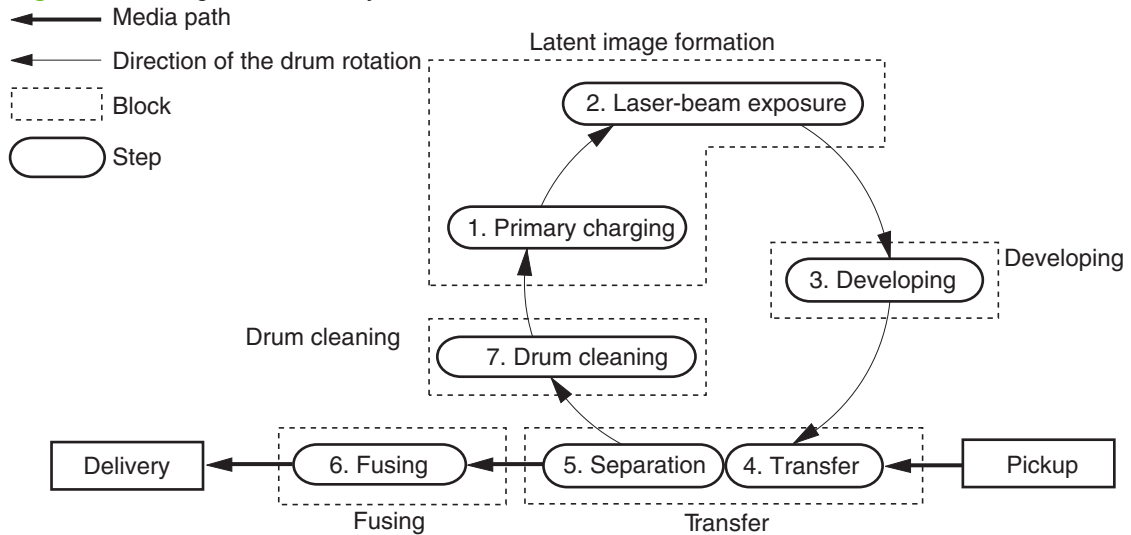 Media path
Direction of the drum rotation
Block
Step
Latent image formation
2. Laser-beam exposure
1. Primary charging
3. Developing
Developing
Drum cleaning
7. Drum cleaning
Delivery
6. Fusing
5. Separation
4. Transfer
Pickup
Fusing
Transfer